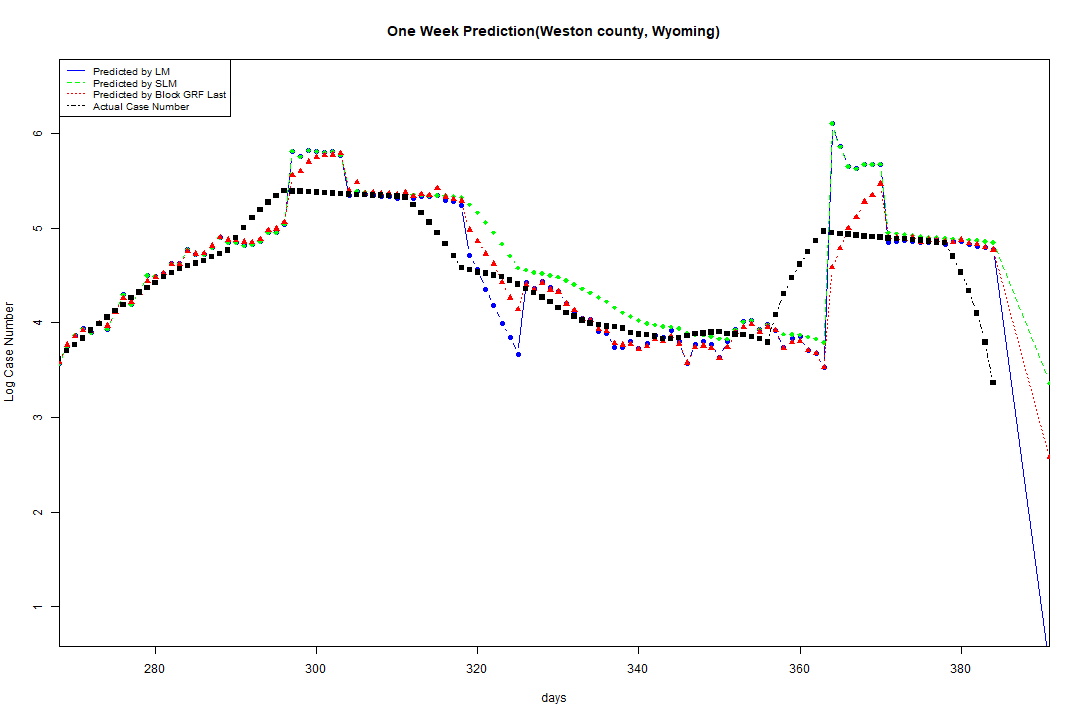 One Week Prediction(Weston county, Wyoming)
Predicted by LM
Predicted by SLM
Predicted by Block GRF Last
Actual Case Number
Log Case Number
6
5
4
3
2
1
280 300 320 340 360 380
days